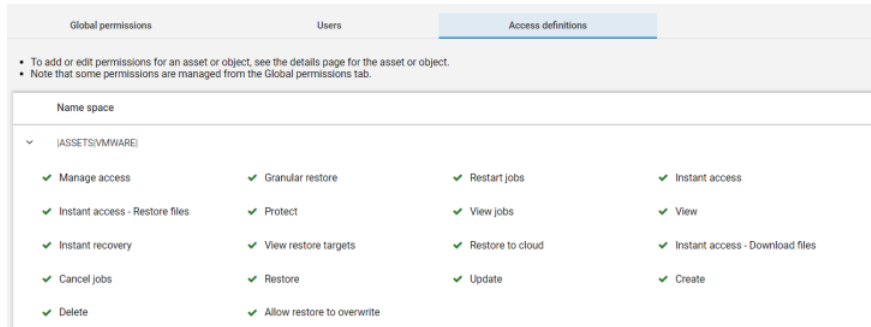 Global permissions Users Access definitions
• To add or edit permissions for an asset or object, see the details page for the asset or object.
• Note that some permissions are managed from the Global permissions tab.
Name space
|ASSETS|VMWARE|
Manage access Granular restore Restart jobs Instant access
Instant access - Restore files Protect View jobs View
Instant recovery View restore targets Restore to cloud Instant access - Download files
Cancel jobs Restore Update Create
Delete Allow restore to overwrite